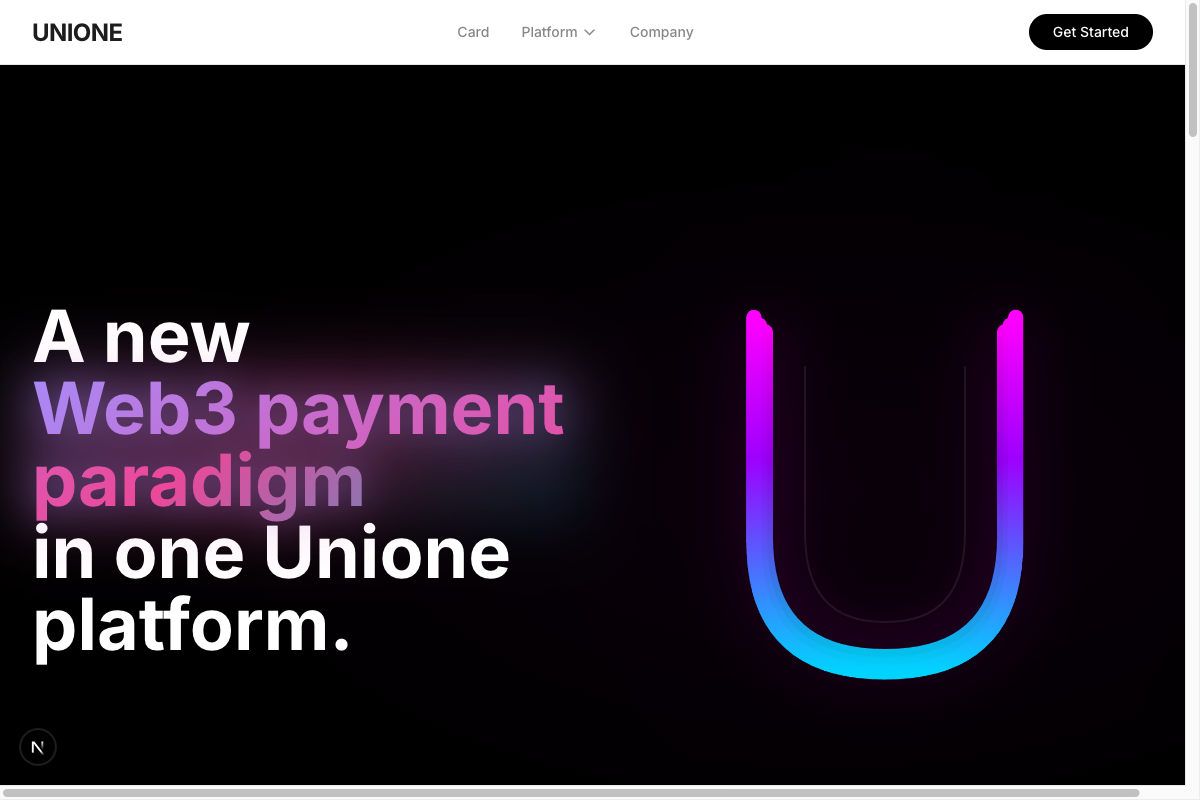 UNIONE
Card
Platform
Company
Get Started
A new
Web3 payment
paradigm
in one Unione
platform.
U
N